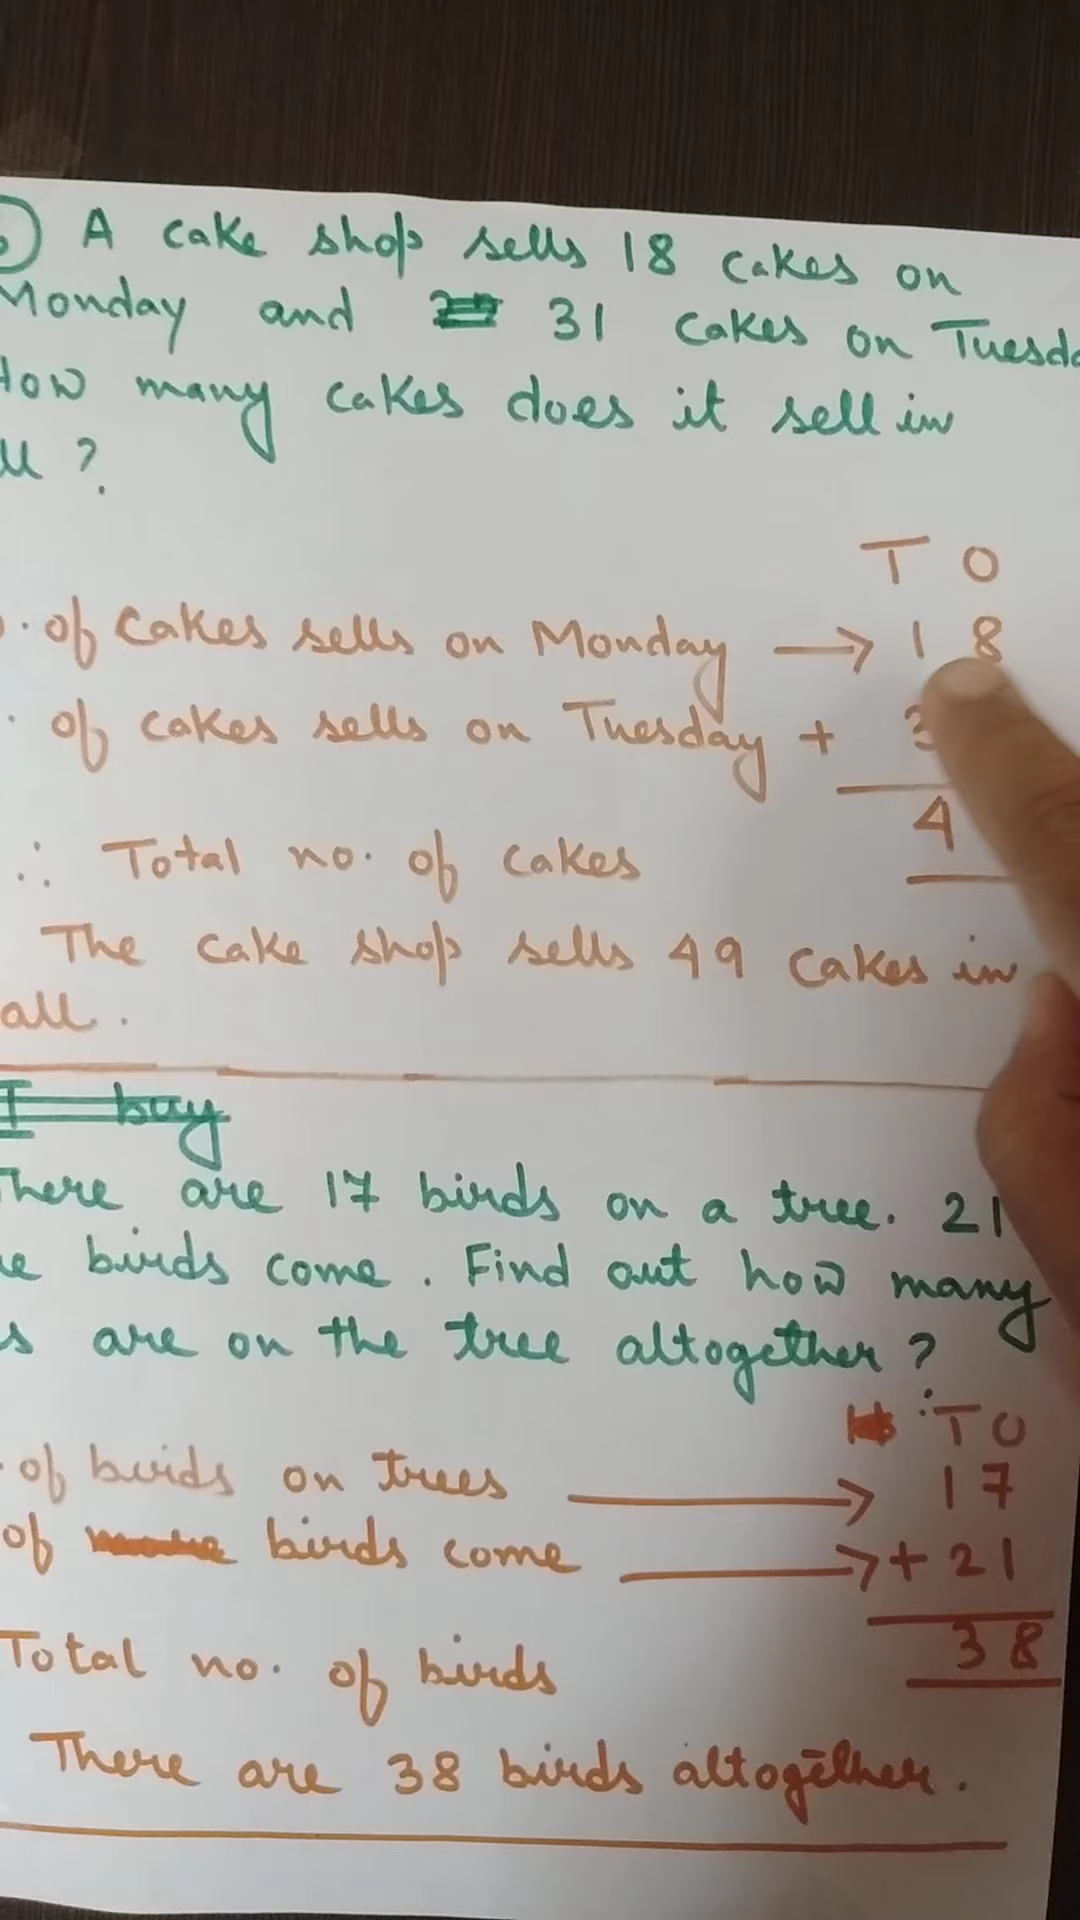 A cake shop sells 18 cakes on
Monday and 31 cakes on Tuesda
How many cakes does it sell in
all ?
T O
of cakes sells on Monday → 1 8
of cakes sells on Tuesday + 3
4
∴ Total no. of cakes
The cake shop sells 49 cakes in
all.
I buy
There are 17 birds on a tree. 21
birds come. Find out how many
s are on the tree altogether ?
T O
of birds on trees → 1 7
of birds come → + 2 1
3 8
Total no. of birds
There are 38 birds altogether.